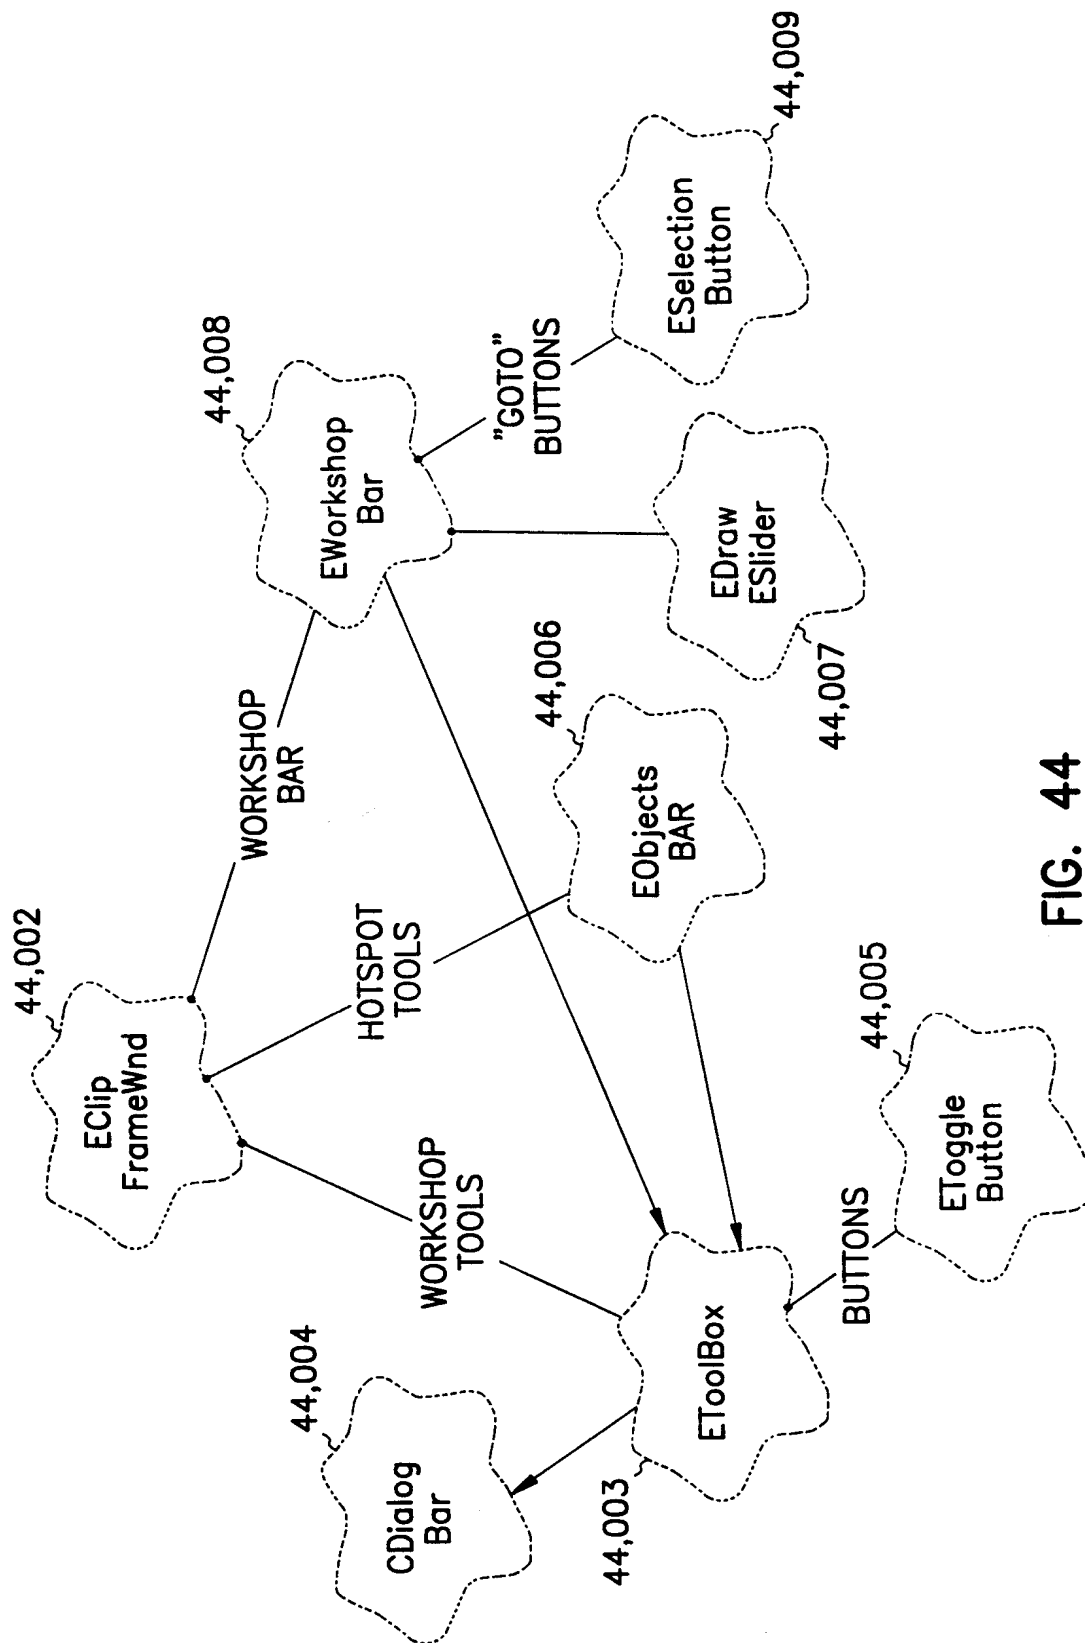 44,002
EClip
FrameWnd
44,008
EWorkshop
Bar
WORKSHOP
BAR
44,004
CDialog
Bar
WORKSHOP
TOOLS
HOTSPOT
TOOLS
"GOTO"
BUTTONS
44,009
ESelection
Button
44,003
EToolBox
44,006
EObjects
BAR
EDraw
ESlider
44,007
BUTTONS
44,005
EToggle
Button
FIG. 44